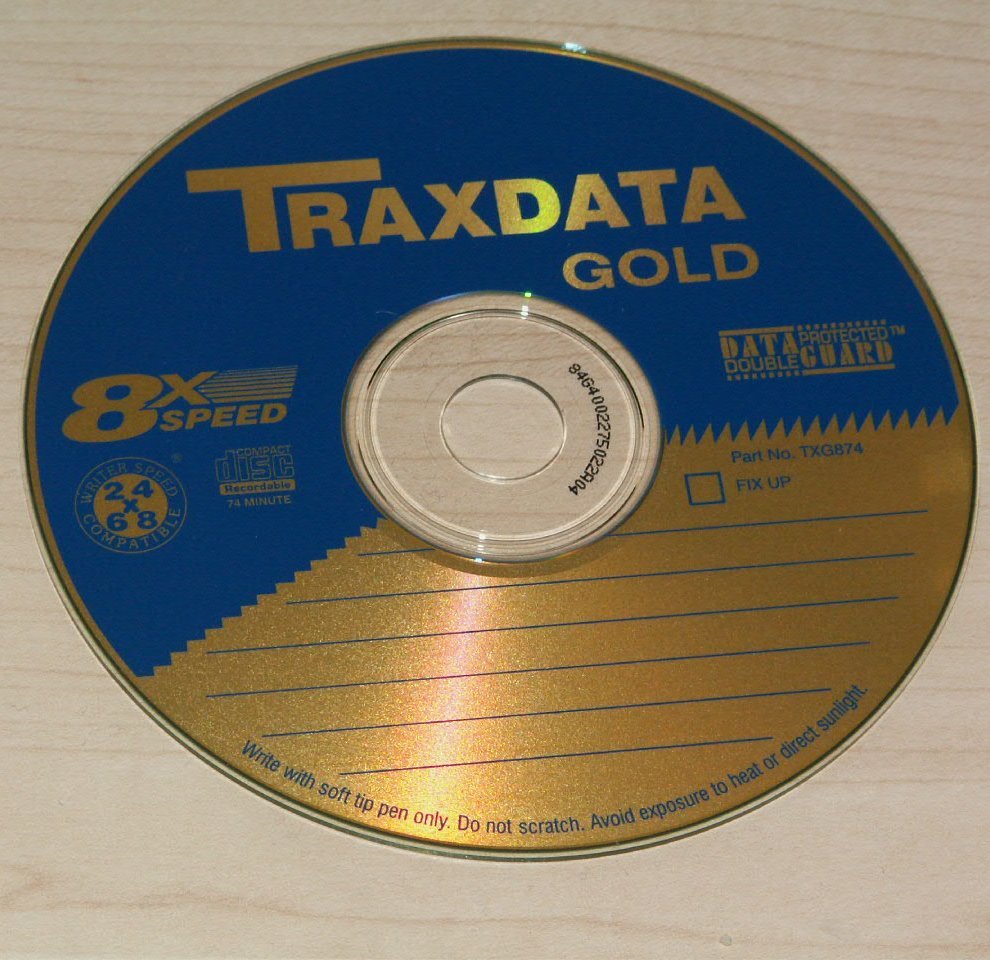 TRAXDATA
GOLD
DATA PROTECTED™
DOUBLE GUARD
8X
SPEED
WRITER SPEED
2, 4
x
6 8
COMPATIBLE
®
COMPACT
disc
Recordable
74 MINUTE
84G4002275022A04
Part No. TXG874
FIX UP
Write with soft tip pen only. Do not scratch. Avoid exposure to heat or direct sunlight.